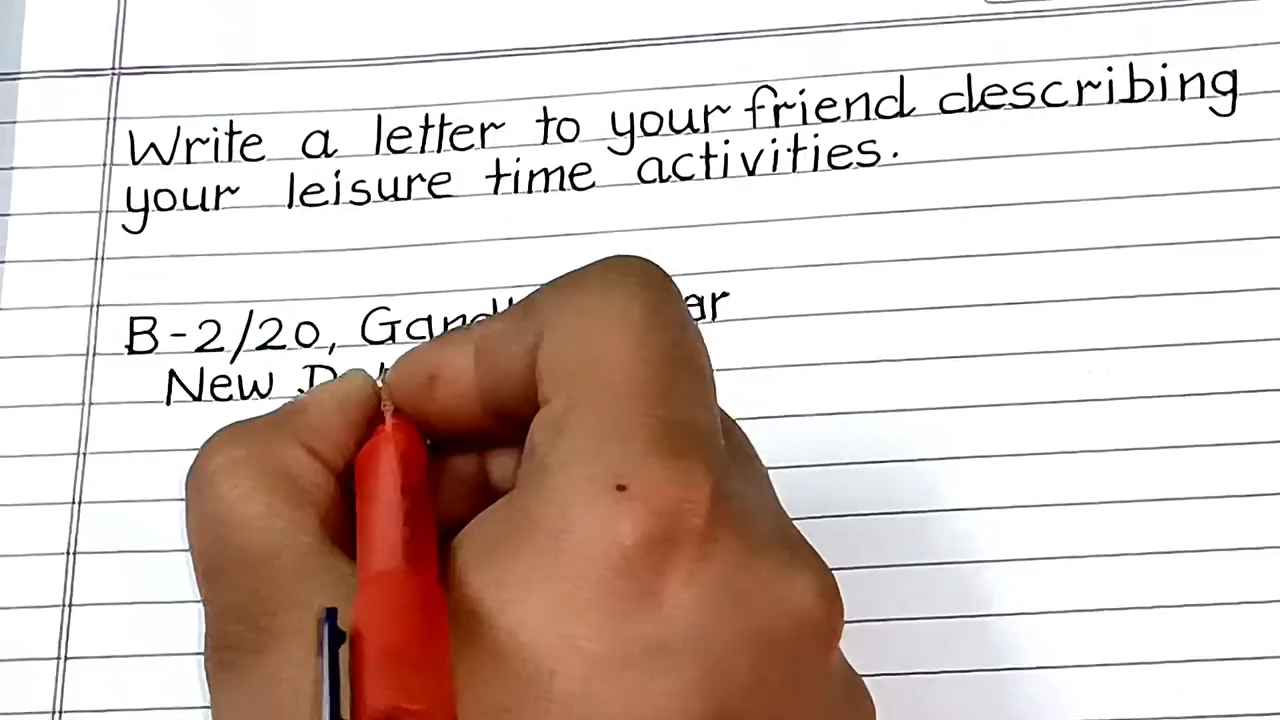 Write a letter to your friend describing
your leisure time activities.
B-2/20,
New